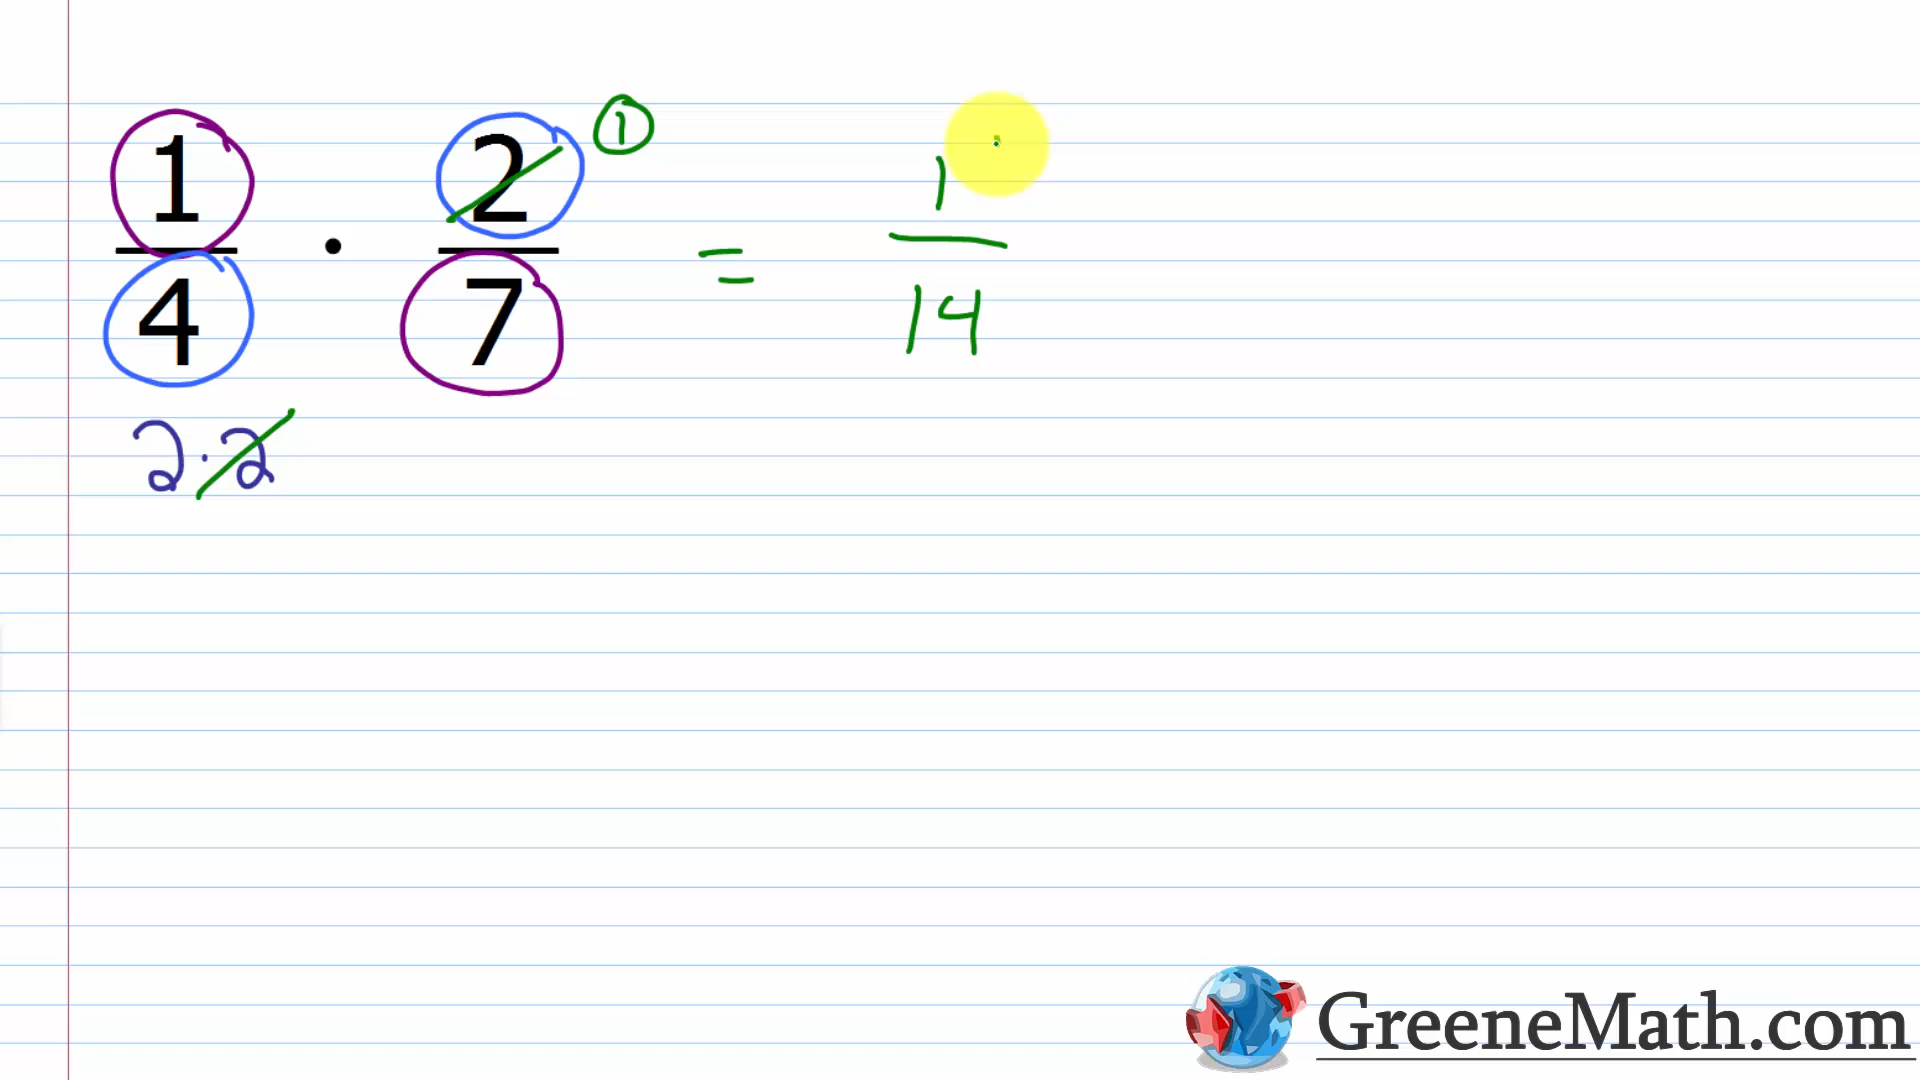 1/4 · 2/7 ① = 1/14
2 · 2
GreeneMath.com